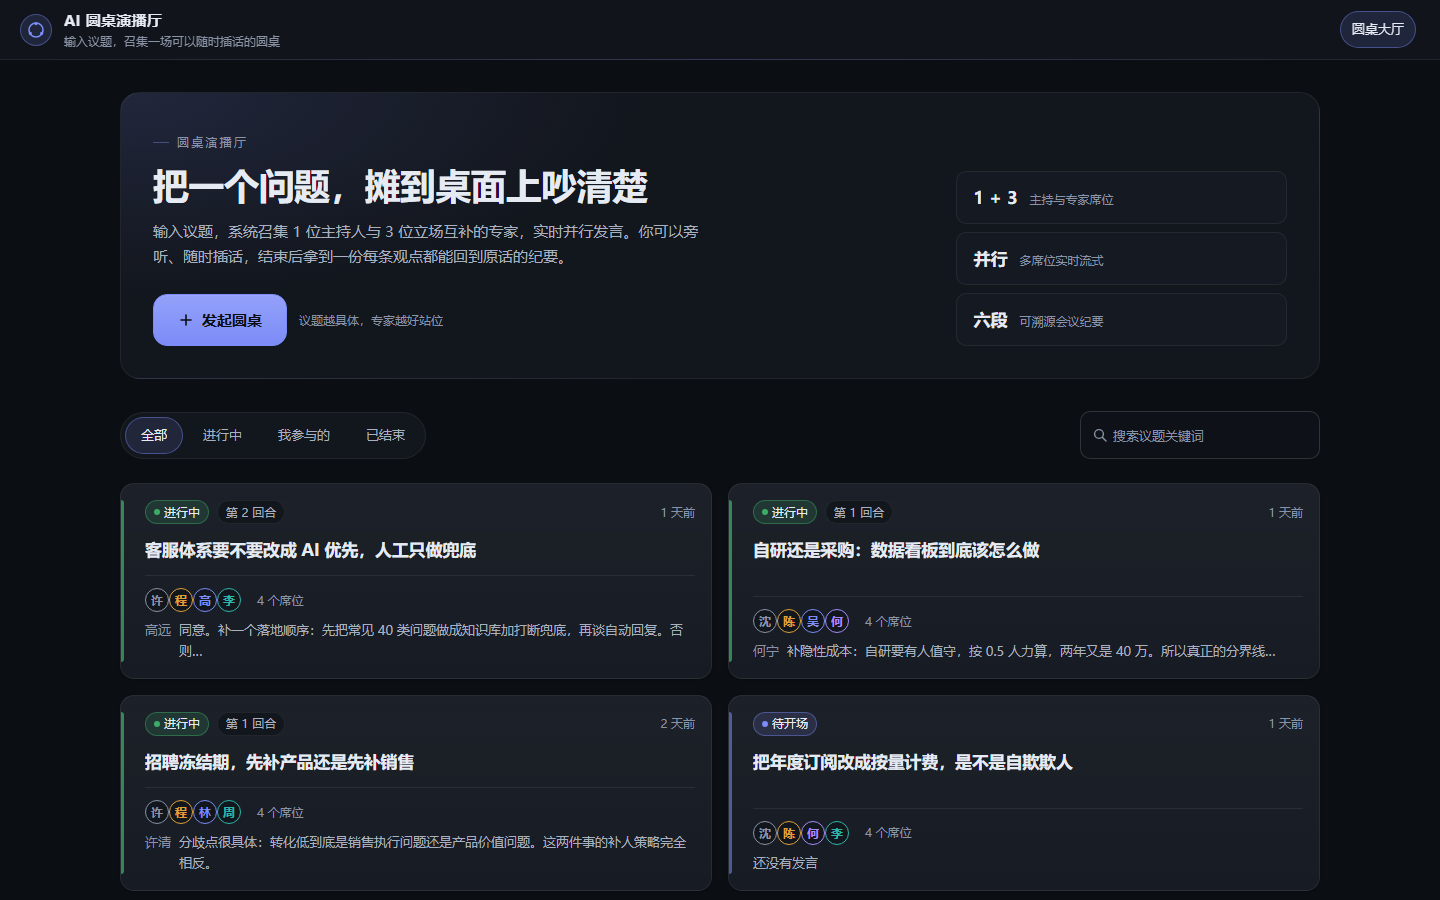 AI 圆桌演播厅
输入议题，召集一场可以随时插话的圆桌
圆桌大厅
圆桌演播厅
把一个问题，摊到桌面上吵清楚
输入议题，系统召集 1 位主持人与 3 位立场互补的专家，实时并行发言。你可以旁
听、随时插话，结束后拿到一份每条观点都能回到原话的纪要。
+ 发起圆桌
议题越具体，专家越好站位
1 + 3 主持与专家席位
并行 多席位实时流式
六段 可溯源会议纪要
全部
进行中
我参与的
已结束
搜索议题关键词
进行中 第 2 回合 1 天前
客服体系要不要改成 AI 优先，人工只做兜底
许 程 高 李 4 个席位
高远 同意。补一个落地顺序：先把常见 40 类问题做成知识库加打断兜底，再谈自动回复。否
则...
进行中 第 1 回合 1 天前
自研还是采购：数据看板到底该怎么做
沈 陈 吴 何 4 个席位
何宁 补隐性成本：自研要有人值守，按 0.5 人力算，两年又是 40 万。所以真正的分界线...
进行中 第 1 回合 2 天前
招聘冻结期，先补产品还是先补销售
许 程 林 周 4 个席位
许清 分歧点很具体：转化低到底是销售执行问题还是产品价值问题。这两件事的补人策略完全
相反。
待开场 1 天前
把年度订阅改成按量计费，是不是自欺欺人
沈 陈 何 李 4 个席位
还没有发言